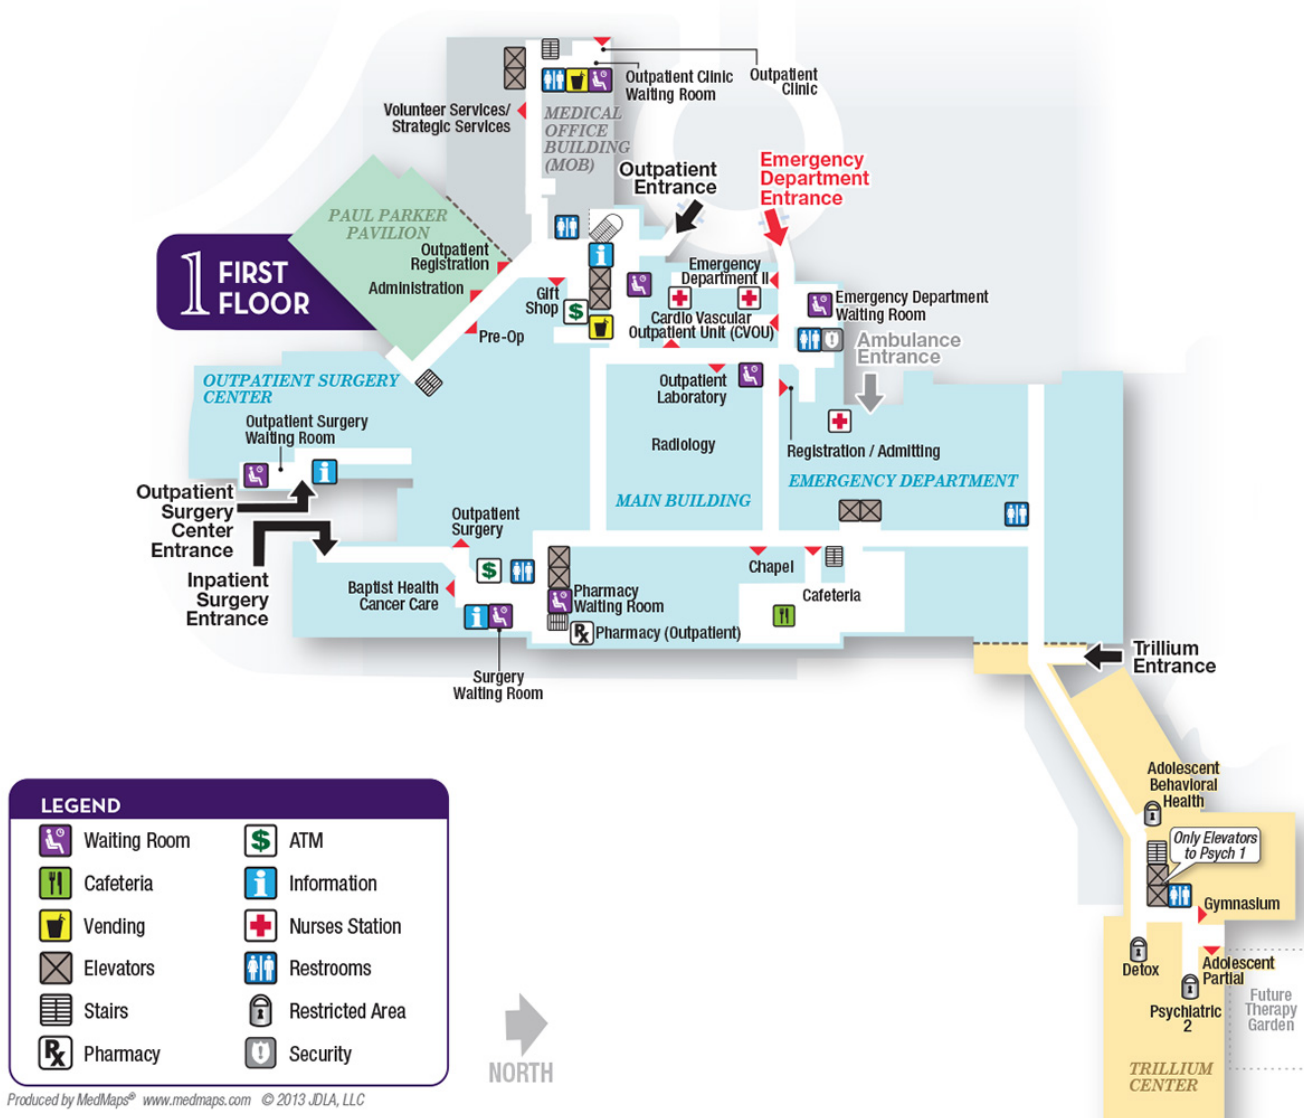 Outpatient Clinic
Waiting Room
Outpatient
Clinic
Volunteer Services/
Strategic Services
MEDICAL
OFFICE
BUILDING
(MOB)
Outpatient
Entrance
Emergency
Department
Entrance
PAUL PARKER
PAVILION
1 FIRST
FLOOR
Outpatient
Registration
Administration
Pre-Op
Gift
Shop
$
i
Emergency
Department II
Cardio Vascular
Outpatient Unit (CVOU)
Emergency Department
Waiting Room
Ambulance
Entrance
OUTPATIENT SURGERY
CENTER
Outpatient Surgery
Waiting Room
i
Outpatient
Laboratory
Radiology
Registration / Admitting
MAIN BUILDING
EMERGENCY DEPARTMENT
Outpatient
Surgery
Center
Entrance
Inpatient
Surgery
Entrance
Outpatient
Surgery
$
Baptist Health
Cancer Care
i
Pharmacy
Waiting Room
Rx Pharmacy (Outpatient)
Chapel
Cafeteria
Surgery
Waiting Room
Trillium
Entrance
Adolescent
Behavioral
Health
Only Elevators
to Psych 1
Gymnasium
Detox
Adolescent
Partial
Psychiatric
2
Future
Therapy
Garden
TRILLIUM
CENTER
LEGEND
Waiting Room
Cafeteria
Vending
Elevators
Stairs
Rx Pharmacy
$ ATM
i Information
Nurses Station
Restrooms
Restricted Area
Security
NORTH
Produced by MedMaps® www.medmaps.com © 2013 JDLA, LLC